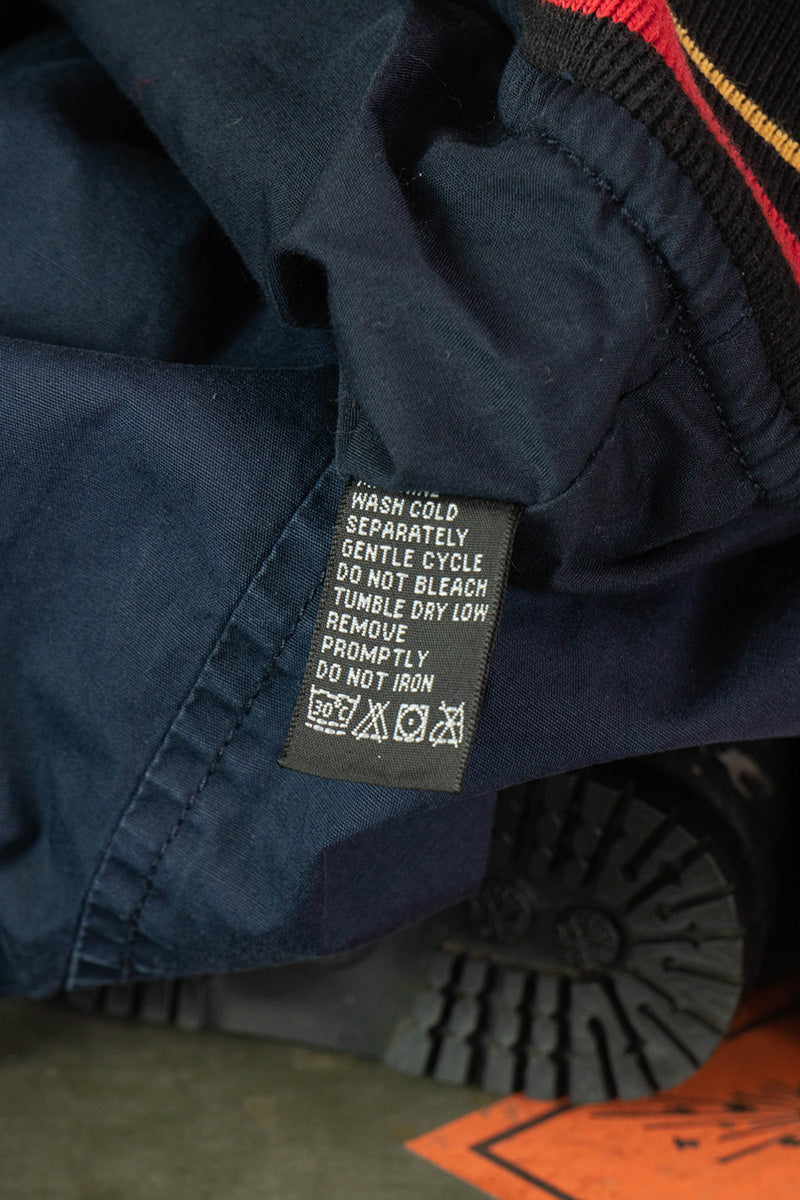 WASH COLD
SEPARATELY
GENTLE CYCLE
DO NOT BLEACH
TUMBLE DRY LOW
REMOVE
PROMPTLY
DO NOT IRON
30°C